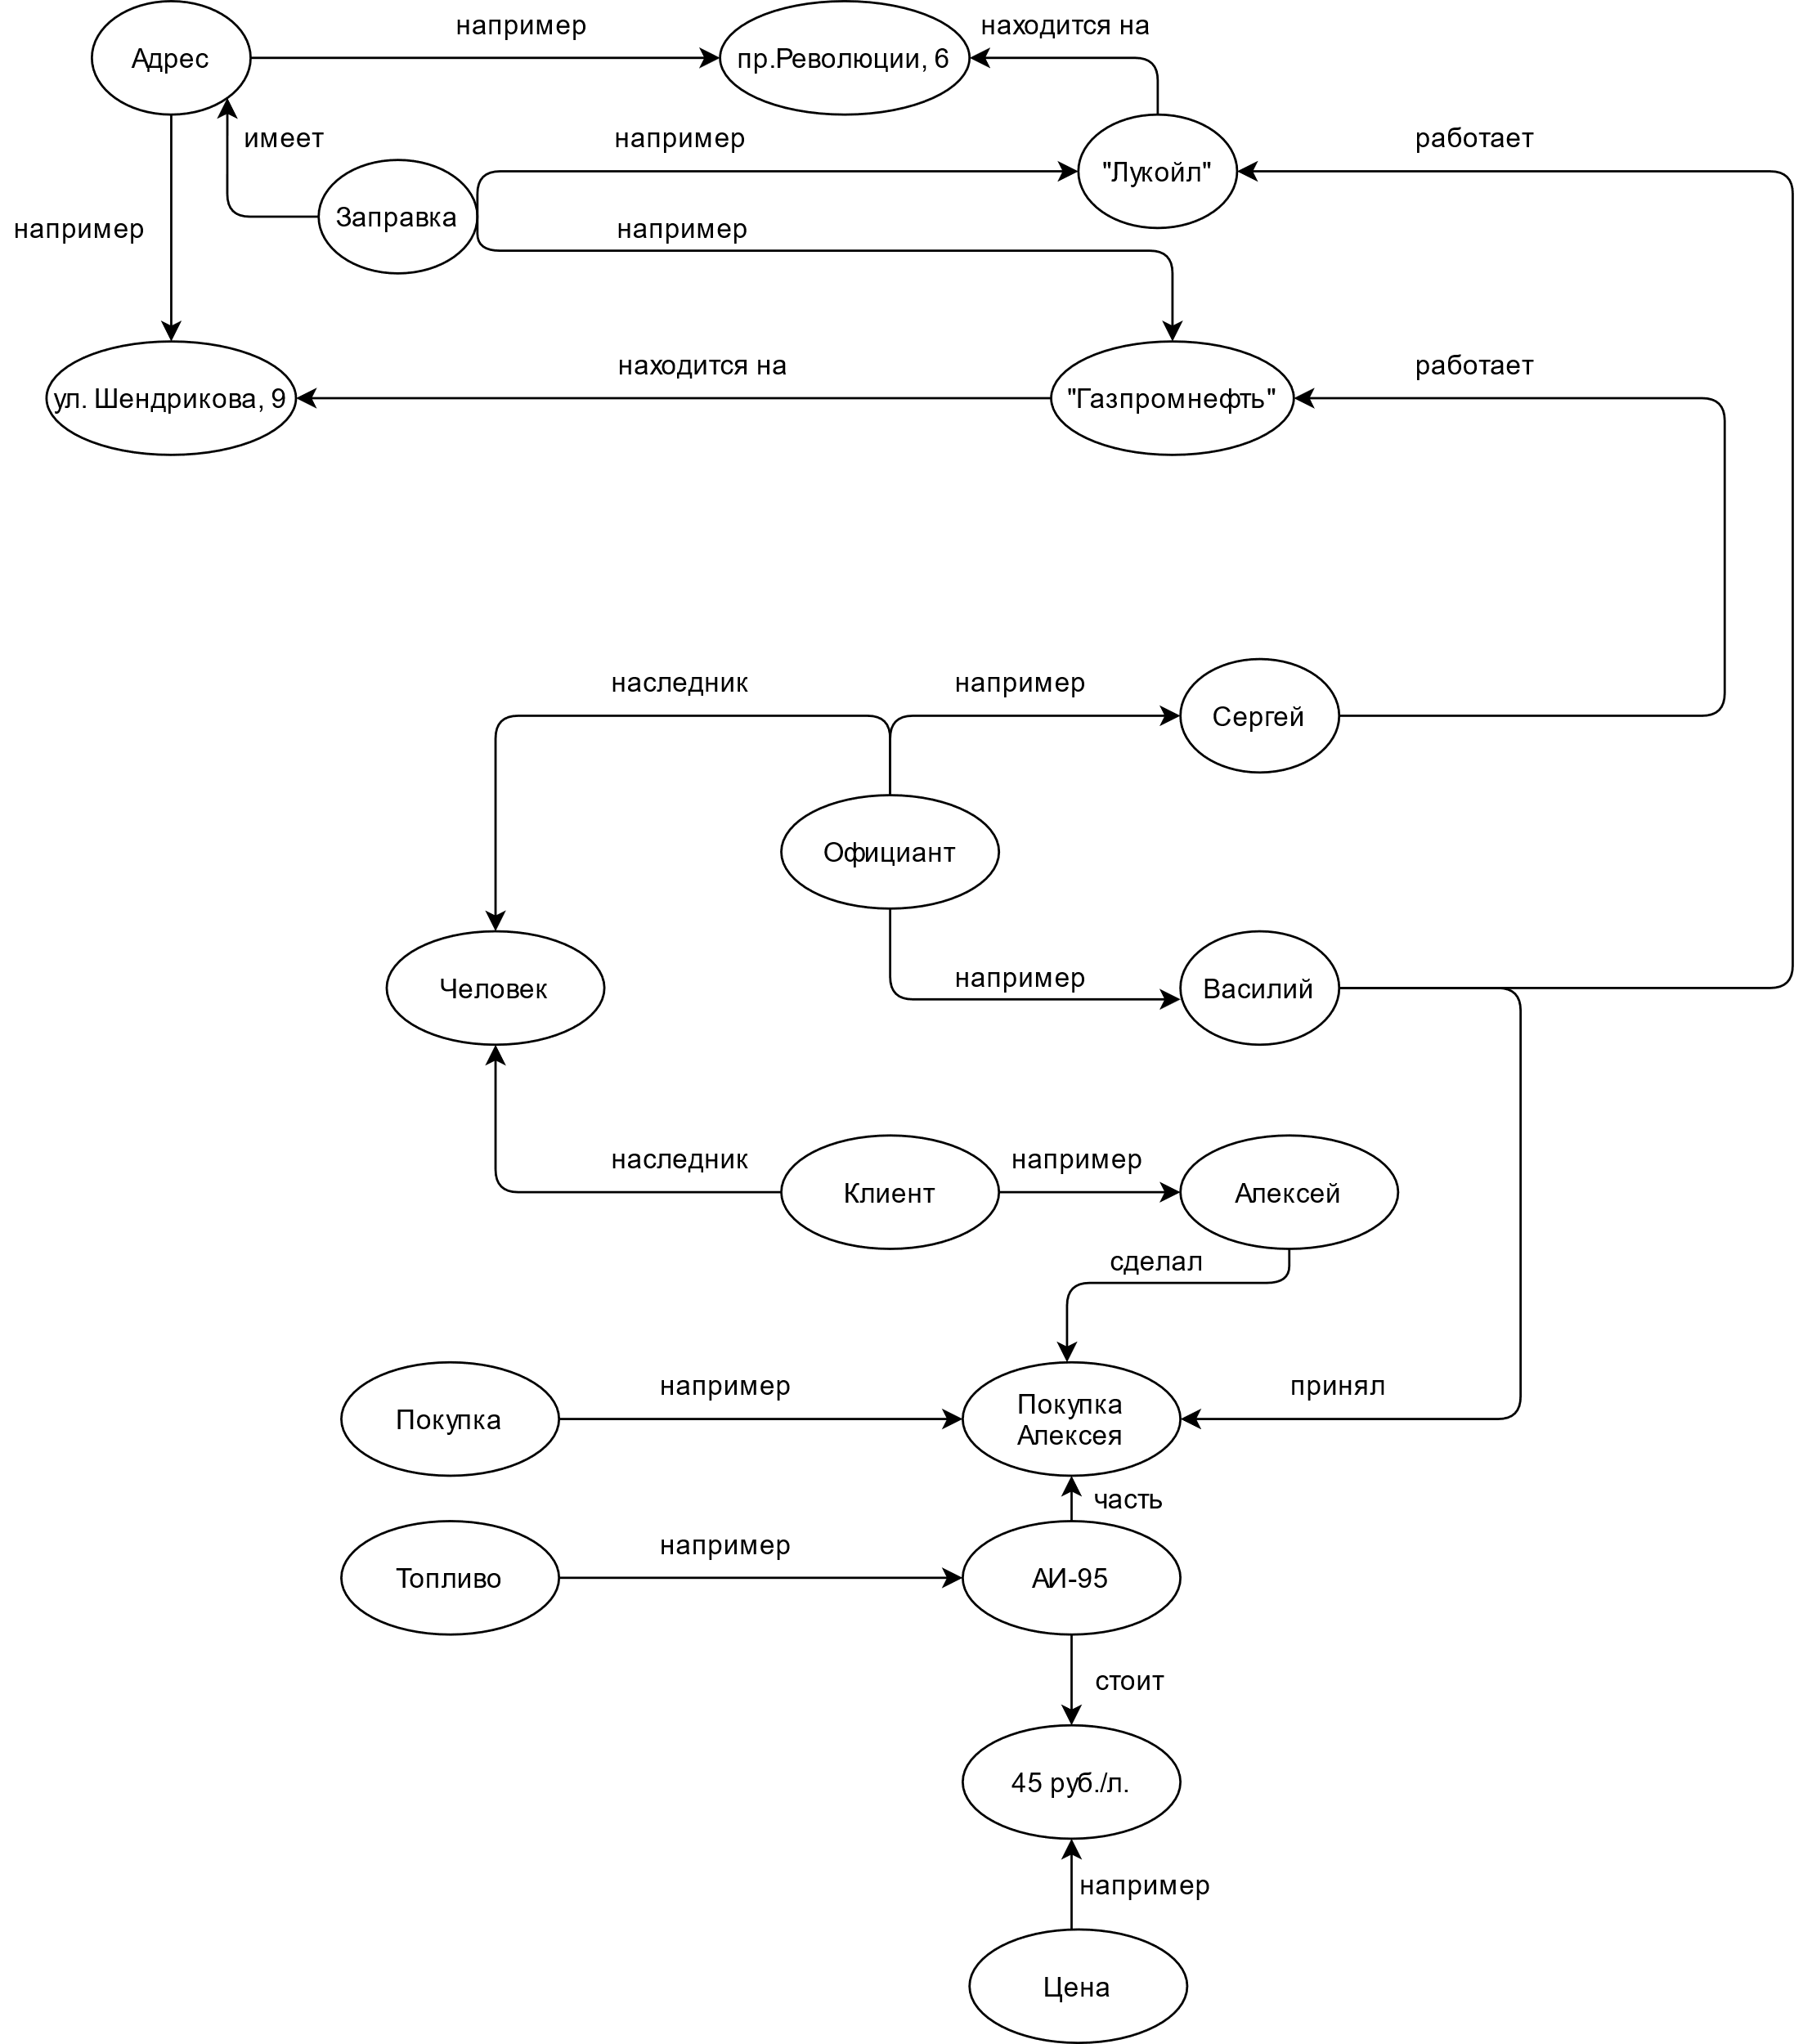 например
находится на
Адрес
пр.Революции, 6
имеет
например
работает
"Лукойл"
Заправка
например
например
находится на
работает
ул. Шендрикова, 9
"Газпромнефть"
наследник
например
Сергей
Официант
например
Человек
Василий
наследник
например
Клиент
Алексей
сделал
например
принял
Покупка
Покупка
Алексея
часть
например
Топливо
АИ-95
стоит
45 руб./л.
например
Цена